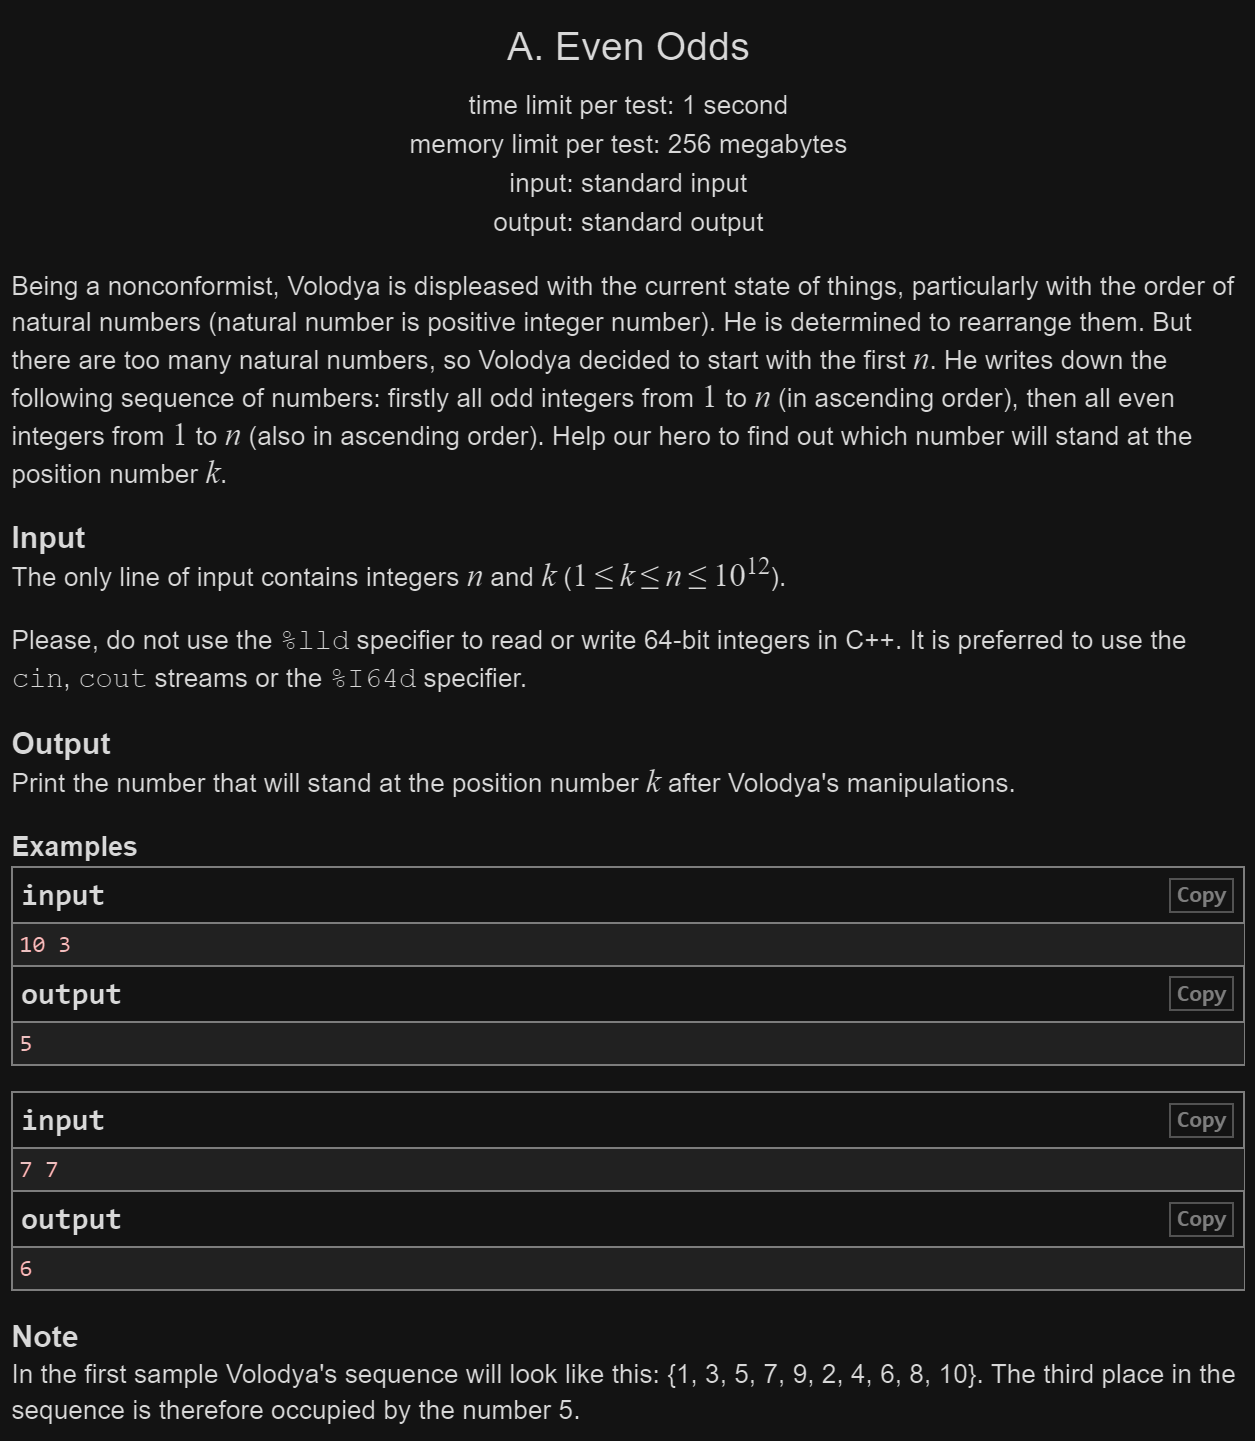 A. Even Odds
time limit per test: 1 second
memory limit per test: 256 megabytes
input: standard input
output: standard output
Being a nonconformist, Volodya is displeased with the current state of things, particularly with the order of
natural numbers (natural number is positive integer number). He is determined to rearrange them. But
there are too many natural numbers, so Volodya decided to start with the first n. He writes down the
following sequence of numbers: firstly all odd integers from 1 to n (in ascending order), then all even
integers from 1 to n (also in ascending order). Help our hero to find out which number will stand at the
position number k.
Input
The only line of input contains integers n and k (1 ≤ k ≤ n ≤ 10¹²).
Please, do not use the %lld specifier to read or write 64-bit integers in C++. It is preferred to use the
cin, cout streams or the %I64d specifier.
Output
Print the number that will stand at the position number k after Volodya's manipulations.
Examples
input Copy
10 3
output Copy
5
input Copy
7 7
output Copy
6
Note
In the first sample Volodya's sequence will look like this: {1, 3, 5, 7, 9, 2, 4, 6, 8, 10}. The third place in the
sequence is therefore occupied by the number 5.